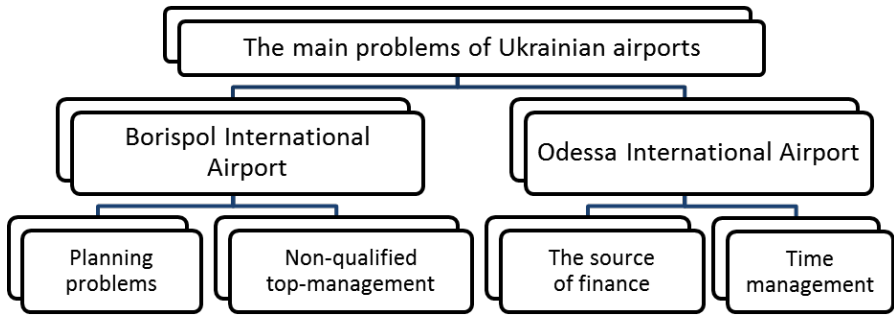 The main problems of Ukrainian airports
Borispol International
Airport
Odessa International Airport
Planning
problems
Non-qualified
top-management
The source
of finance
Time
management